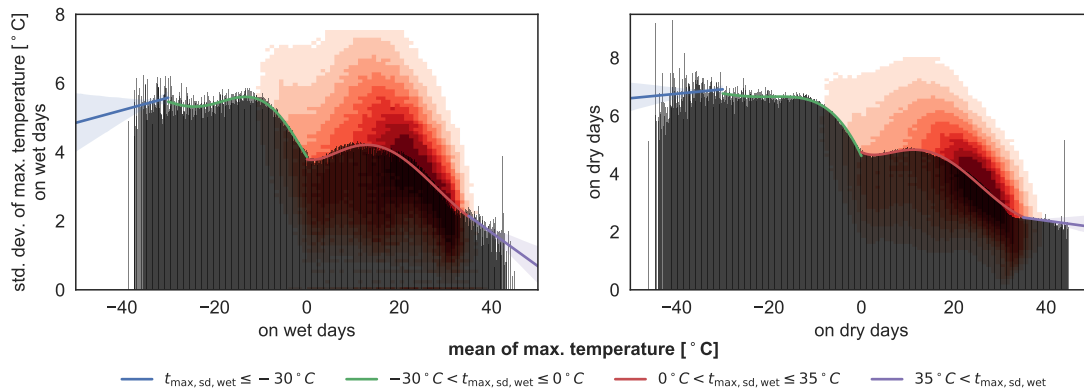 std. dev. of max. temperature [ °C]
on wet days
8
6
4
2
0
−40 −20 0 20 40
on wet days
on dry days
8
6
4
2
0
−40 −20 0 20 40
on dry days
mean of max. temperature [ °C]
t_max,sd,wet ≤ − 30°C −30°C < t_max,sd,wet ≤ 0°C 0°C < t_max,sd,wet ≤ 35°C 35°C < t_max,sd,wet